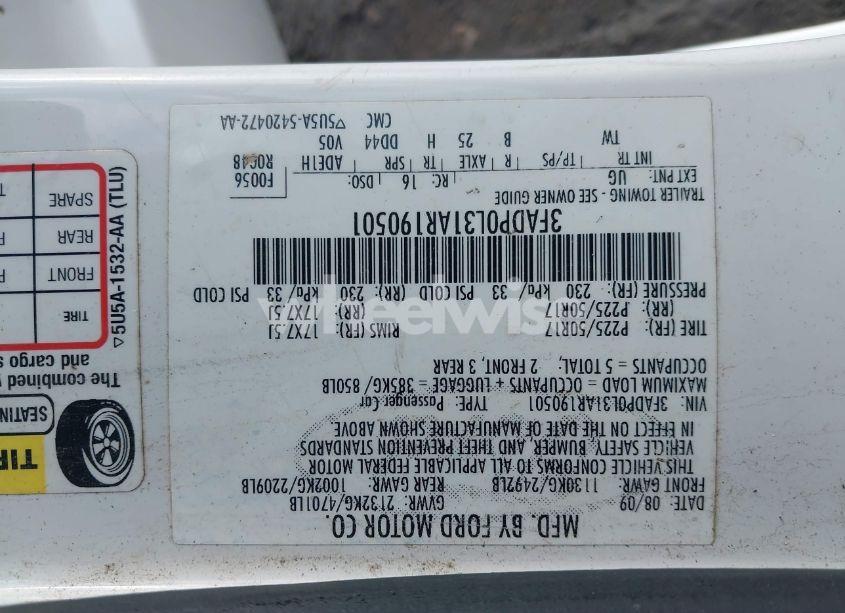 MFD. BY FORD MOTOR CO.
DATE: 08/09 GVWR: 2132KG/4701LB
FRONT GAWR: 1130KG/2492LB REAR GAWR: 1002KG/2209LB
THIS VEHICLE CONFORMS TO ALL APPLICABLE FEDERAL MOTOR
VEHICLE SAFETY, BUMPER, AND THEFT PREVENTION STANDARDS
IN EFFECT ON THE DATE OF MANUFACTURE SHOWN ABOVE
VIN: 3FADP0L31AR190501 TYPE: Passenger Car
MAXIMUM LOAD = OCCUPANTS + LUGGAGE = 385KG/850LB
OCCUPANTS = 5 TOTAL, 2 FRONT, 3 REAR
TIRE (FR): P225/50R17 RIMS (FR): 17X7.5J
(RR): P225/50R17 (RR): 17X7.5J
PRESSURE (FR): 230 kPa/ 33 PSI COLD (RR): 230 kPa/33 PSI COLD
3FADP0L31AR190501
TRAILER TOWING - SEE OWNER GUIDE
EXT PNT: UG RC: 16 DSO: F0056
R0C48
INT TR TP/PS R AXLE TR SPR ADE1H
TW B 25 H DD44 V05
CMC ▽5U5A-5420472-AA
TIR
SEATIN
The combined
and cargo s
TIRE
FRONT
REAR
SPARE
▽5U5A-1532-AA (TLU)
wheelwise